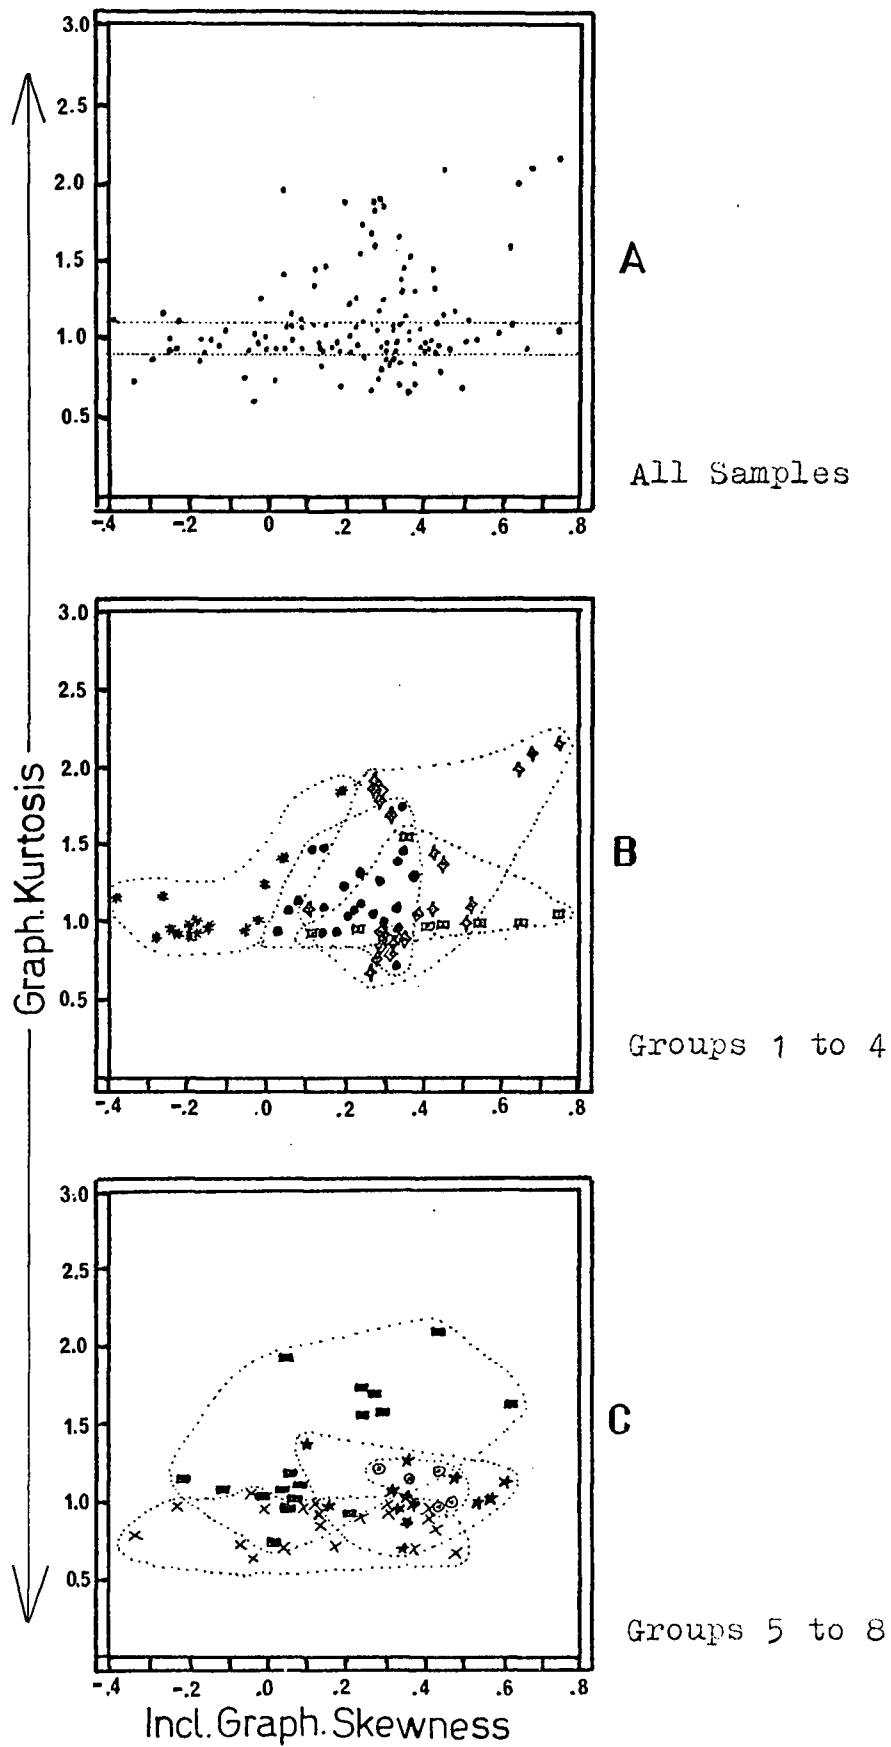 3.0
2.5
2.0
1.5
1.0
0.5
-.4 -.2 0 .2 .4 .6 .8
A
All Samples
3.0
2.5
2.0
1.5
1.0
0.5
-.4 -.2 .0 .2 .4 .6 .8
B
Groups 1 to 4
Graph.Kurtosis
3.0
2.5
2.0
1.5
1.0
0.5
-.4 -.2 .0 .2 .4 .6 .8
C
Groups 5 to 8
Incl.Graph.Skewness